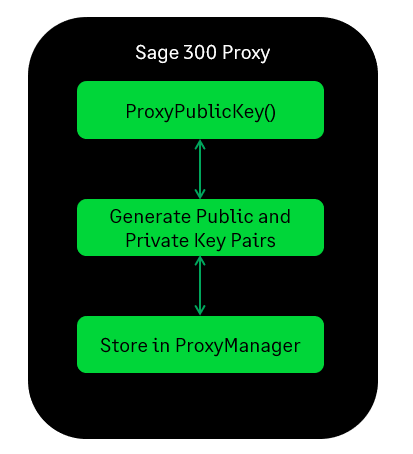 Sage 300 Proxy
ProxyPublicKey()
Generate Public and
Private Key Pairs
Store in ProxyManager